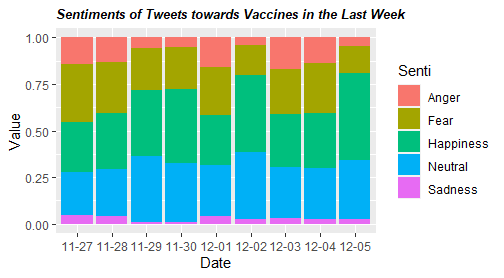 Sentiments of Tweets towards Vaccines in the Last Week
1.00
0.75
0.50
0.25
0.00
Value
11-27 11-28 11-29 11-30 12-01 12-02 12-03 12-04 12-05
Date
Senti
Anger
Fear
Happiness
Neutral
Sadness